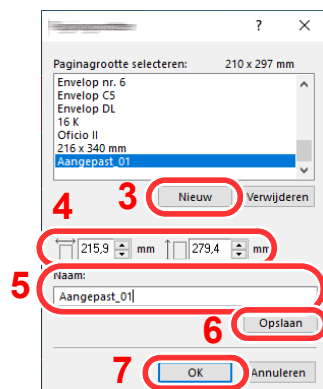 ?
Paginagrootte selecteren: 210 x 297 mm
Envelop nr. 6
Envelop C5
Envelop DL
16 K
Oficio II
216 x 340 mm
Aangepast_01
3 Nieuw Verwijderen
4
215,9 mm 279,4 mm
Naam:
5 Aangepast_01
6 Opslaan
7 OK Annuleren